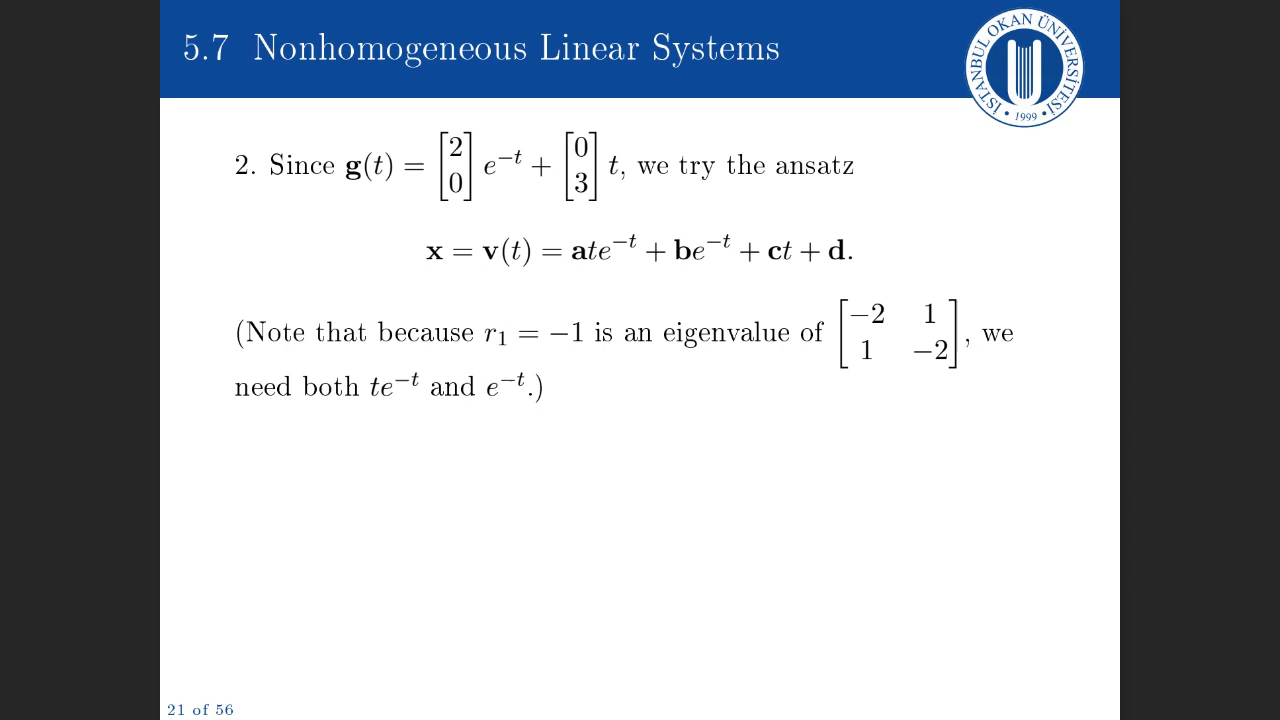 5.7 Nonhomogeneous Linear Systems
İSTANBUL OKAN ÜNİVERSİTESİ
• 1999 •
2. Since g(t) = [2 0] e^{-t} + [0 3] t, we try the ansatz
x = v(t) = ate^{-t} + be^{-t} + ct + d.
(Note that because r₁ = −1 is an eigenvalue of [−2 1; 1 −2], we
need both te^{-t} and e^{-t}.)
21 of 56